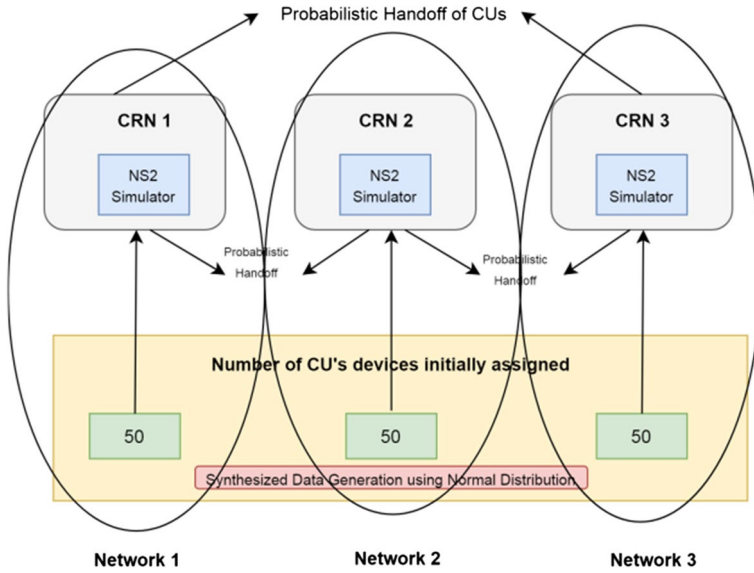 Probabilistic Handoff of CUs
CRN 1
CRN 2
CRN 3
NS2
Simulator
NS2
Simulator
NS2
Simulator
Probabilistic
Handoff
Probabilistic
Handoff
Number of CU's devices initially assigned
50
50
50
Synthesized Data Generation using Normal Distribution
Network 1
Network 2
Network 3